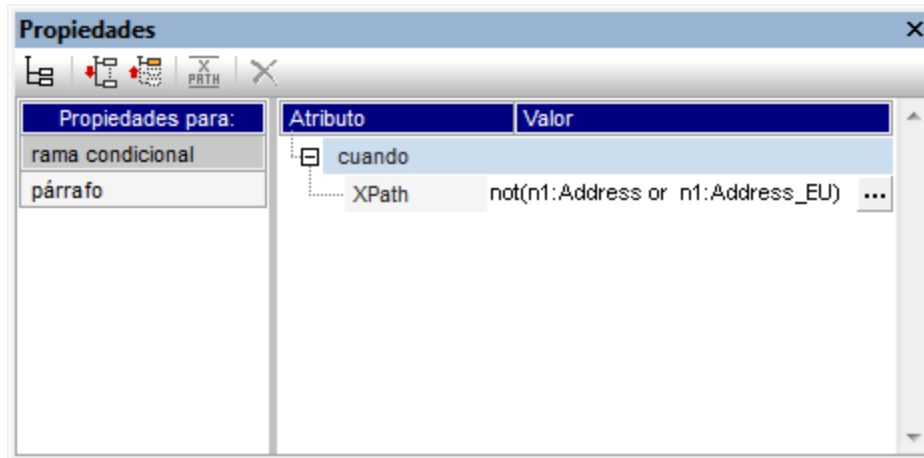 Propiedades
X
PATH
Propiedades para:
Atributo Valor
rama condicional
cuando
párrafo
XPath not(n1:Address or n1:Address_EU) ...